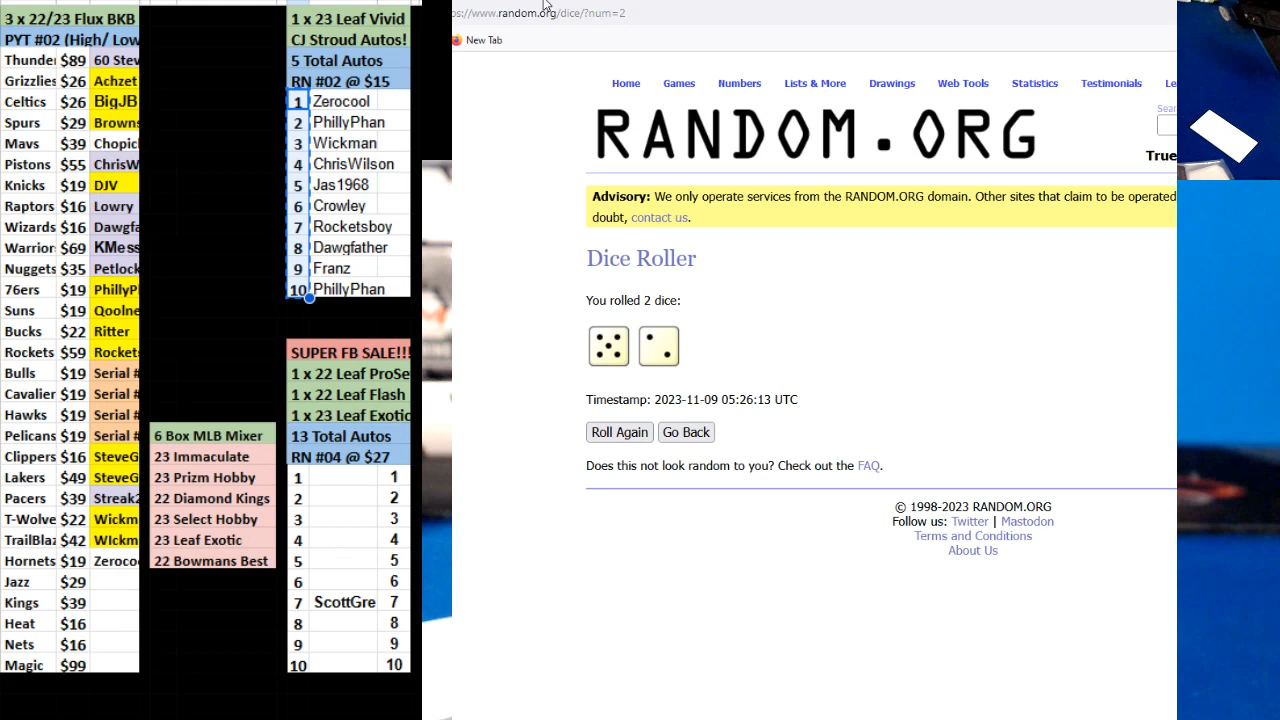 3 x 22/23 Flux BKB
PYT #02 (High/ Low
Thunder $89 60 Stev
Grizzlies $26 Achzet
Celtics $26 BigJB
Spurs $29 Browns
Mavs $39 Chopic
Pistons $55 ChrisW
Knicks $19 DJV
Raptors $16 Lowry
Wizards $16 Dawgfa
Warrior $69 KMess
Nuggets $35 Petlock
76ers $19 PhillyP
Suns $19 Qoolne
Bucks $22 Ritter
Rockets $59 Rockets
Bulls $19 Serial #
Cavalier $19 Serial #
Hawks $19 Serial #
Pelicans $19 Serial #
Clippers $16 SteveG
Lakers $49 SteveG
Pacers $39 Streak2
T-Wolve $22 Wickm
TrailBlaz $42 WIckm
Hornets $19 Zeroco
Jazz $29
Kings $39
Heat $16
Nets $16
Magic $99
6 Box MLB Mixer
23 Immaculate
23 Prizm Hobby
22 Diamond Kings
23 Select Hobby
23 Leaf Exotic
22 Bowmans Best
1 x 23 Leaf Vivid
CJ Stroud Autos!
5 Total Autos
RN #02 @ $15
1 Zerocool
2 PhillyPhan
3 Wickman
4 ChrisWilson
5 Jas1968
6 Crowley
7 Rocketsboy
8 Dawgfather
9 Franz
10 PhillyPhan
SUPER FB SALE!!!
1 x 22 Leaf ProSe
1 x 22 Leaf Flash
1 x 23 Leaf Exotic
13 Total Autos
RN #04 @ $27
1 1
2 2
3 3
4 4
5 5
6 6
7 ScottGre 7
8 8
9 9
10 10
ps://www.random.org/dice/?num=2
New Tab
Home Games Numbers Lists & More Drawings Web Tools Statistics Testimonials Le
Sear
RANDOM.ORG
True
Advisory: We only operate services from the RANDOM.ORG domain. Other sites that claim to be operated
doubt, contact us.
Dice Roller
You rolled 2 dice:
Timestamp: 2023-11-09 05:26:13 UTC
Roll Again Go Back
Does this not look random to you? Check out the FAQ.
© 1998-2023 RANDOM.ORG
Follow us: Twitter | Mastodon
Terms and Conditions
About Us